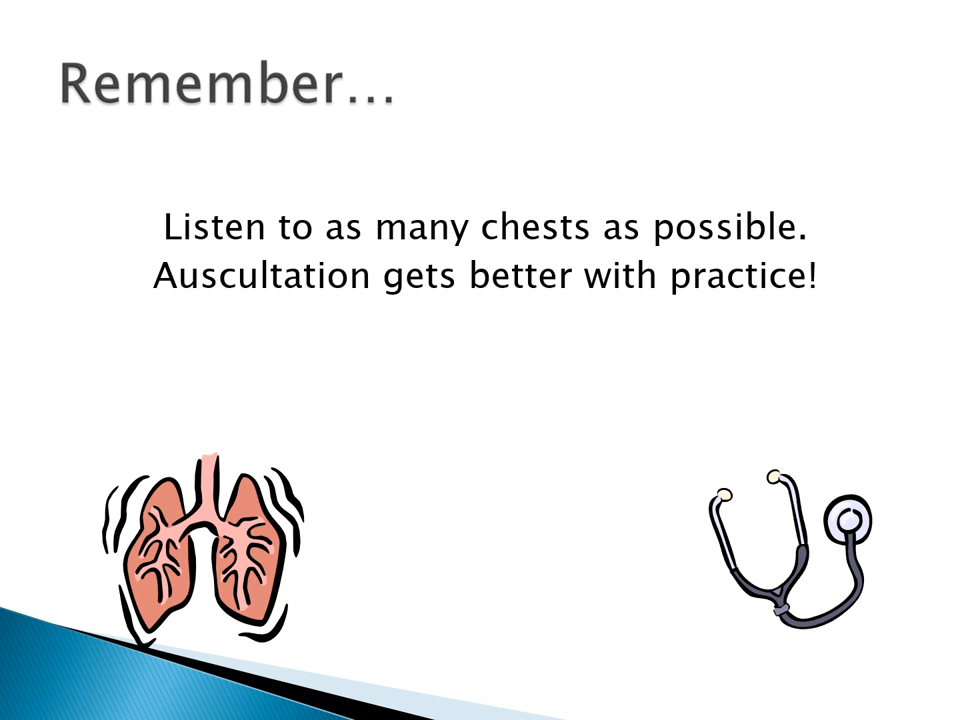 Remember…
Listen to as many chests as possible.
Auscultation gets better with practice!